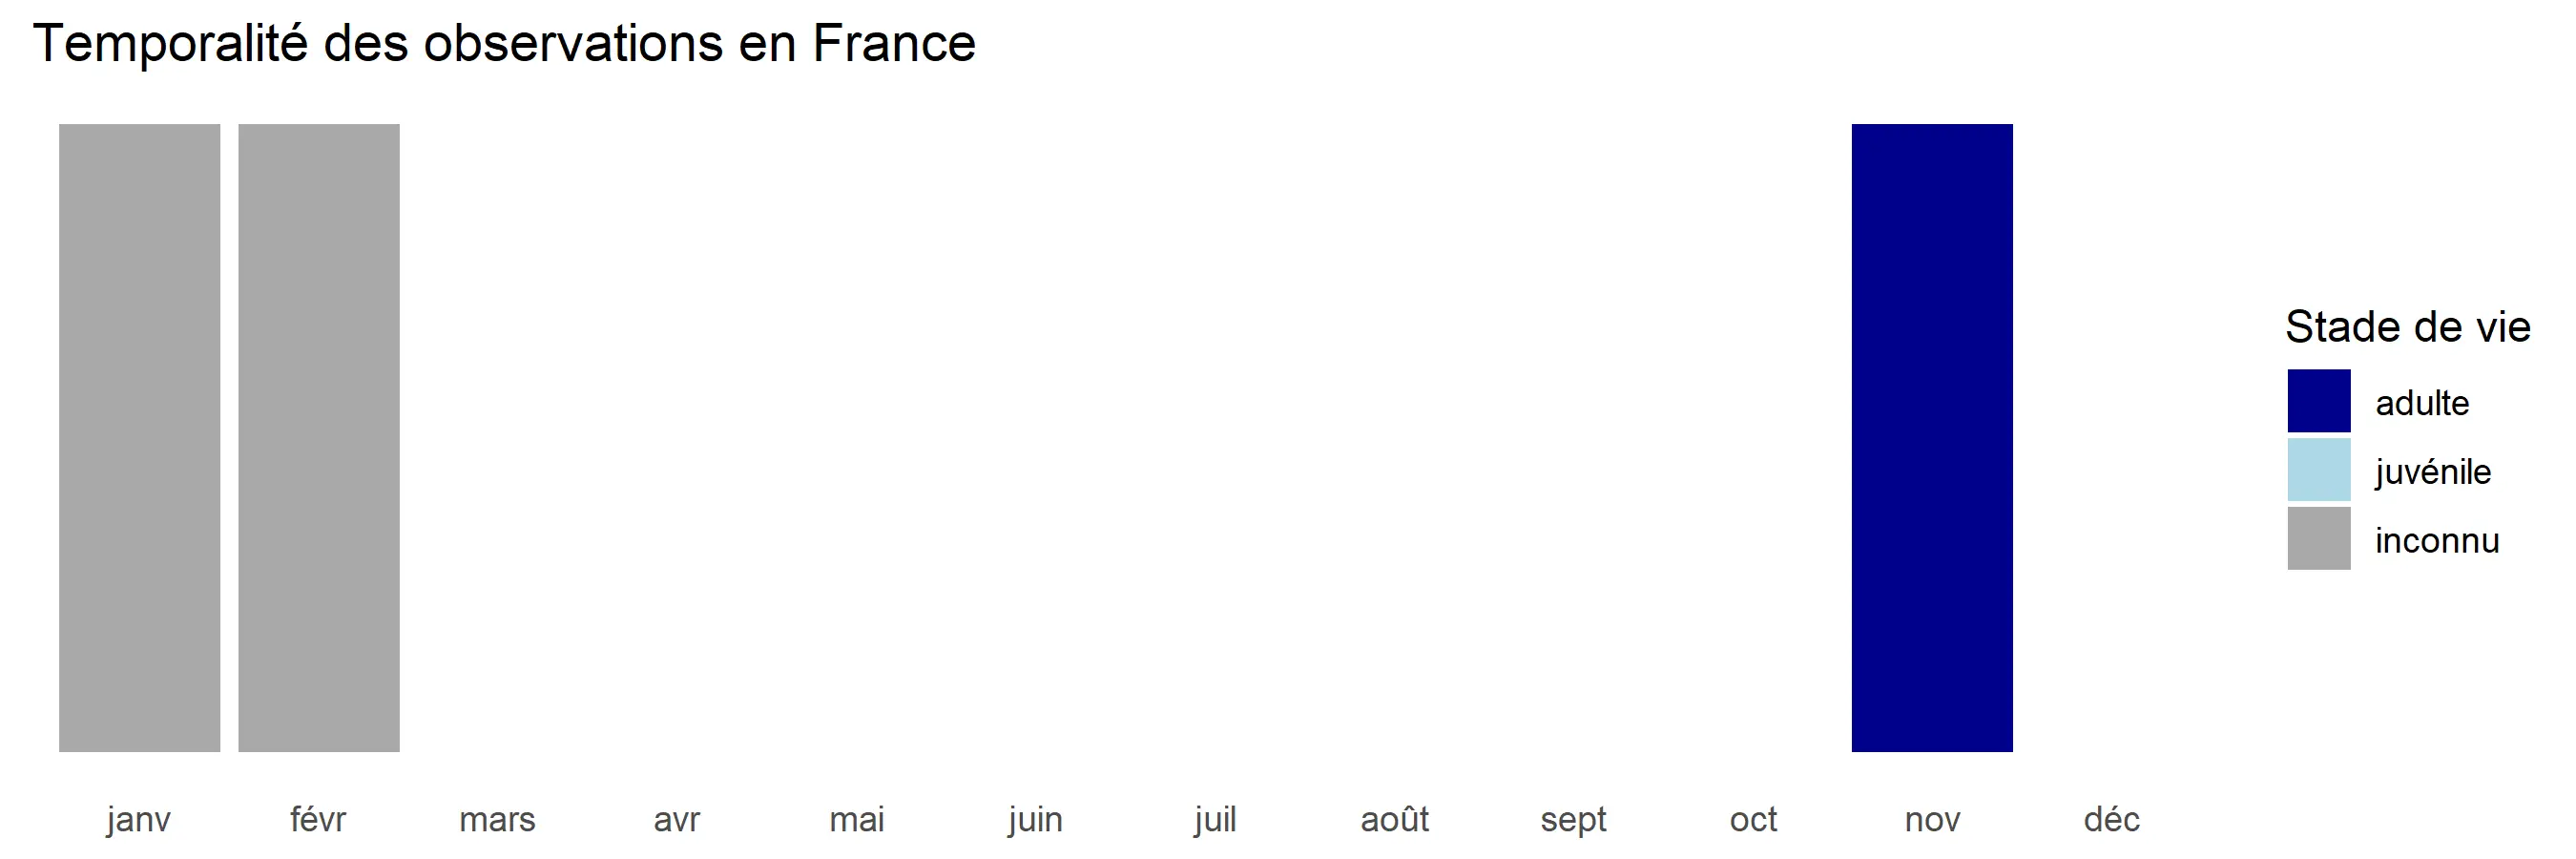 Temporalité des observations en France
Stade de vie
adulte
juvénile
inconnu
janv févr mars avr mai juin juil août sept oct nov déc